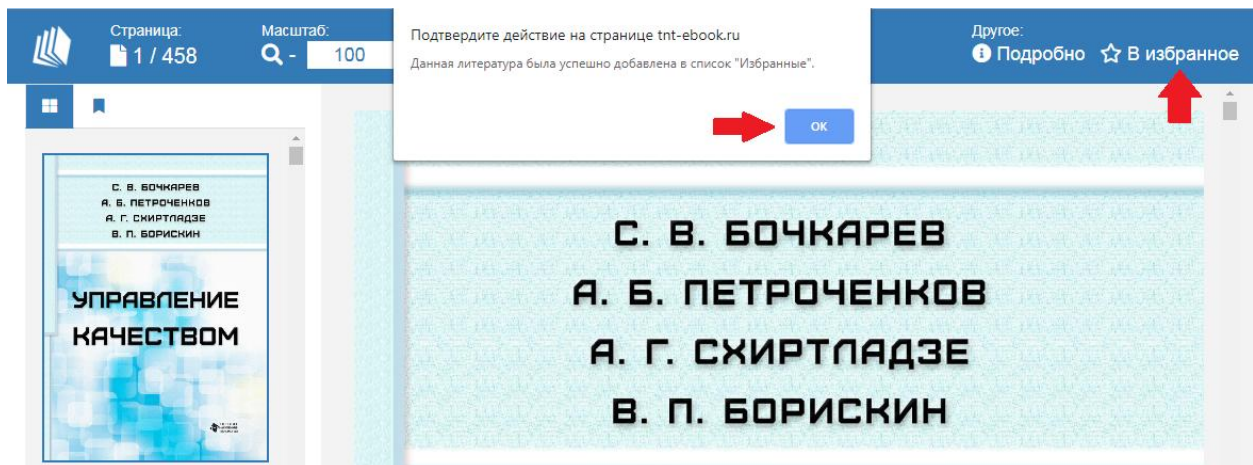 Страница:
1 / 458
Масштаб:
- 100
Подтвердите действие на странице tnt-ebook.ru
Данная литература была успешно добавлена в список "Избранные".
ОК
Другое:
Подробно
В избранное
С. В. БОЧКАРЕВ
А. Б. ПЕТРОЧЕНКОВ
А. Г. СХИРТЛАДЗЕ
В. П. БОРИСКИН
УПРАВЛЕНИЕ
КАЧЕСТВОМ
С. В. БОЧКАРЕВ
А. Б. ПЕТРОЧЕНКОВ
А. Г. СХИРТЛАДЗЕ
В. П. БОРИСКИН